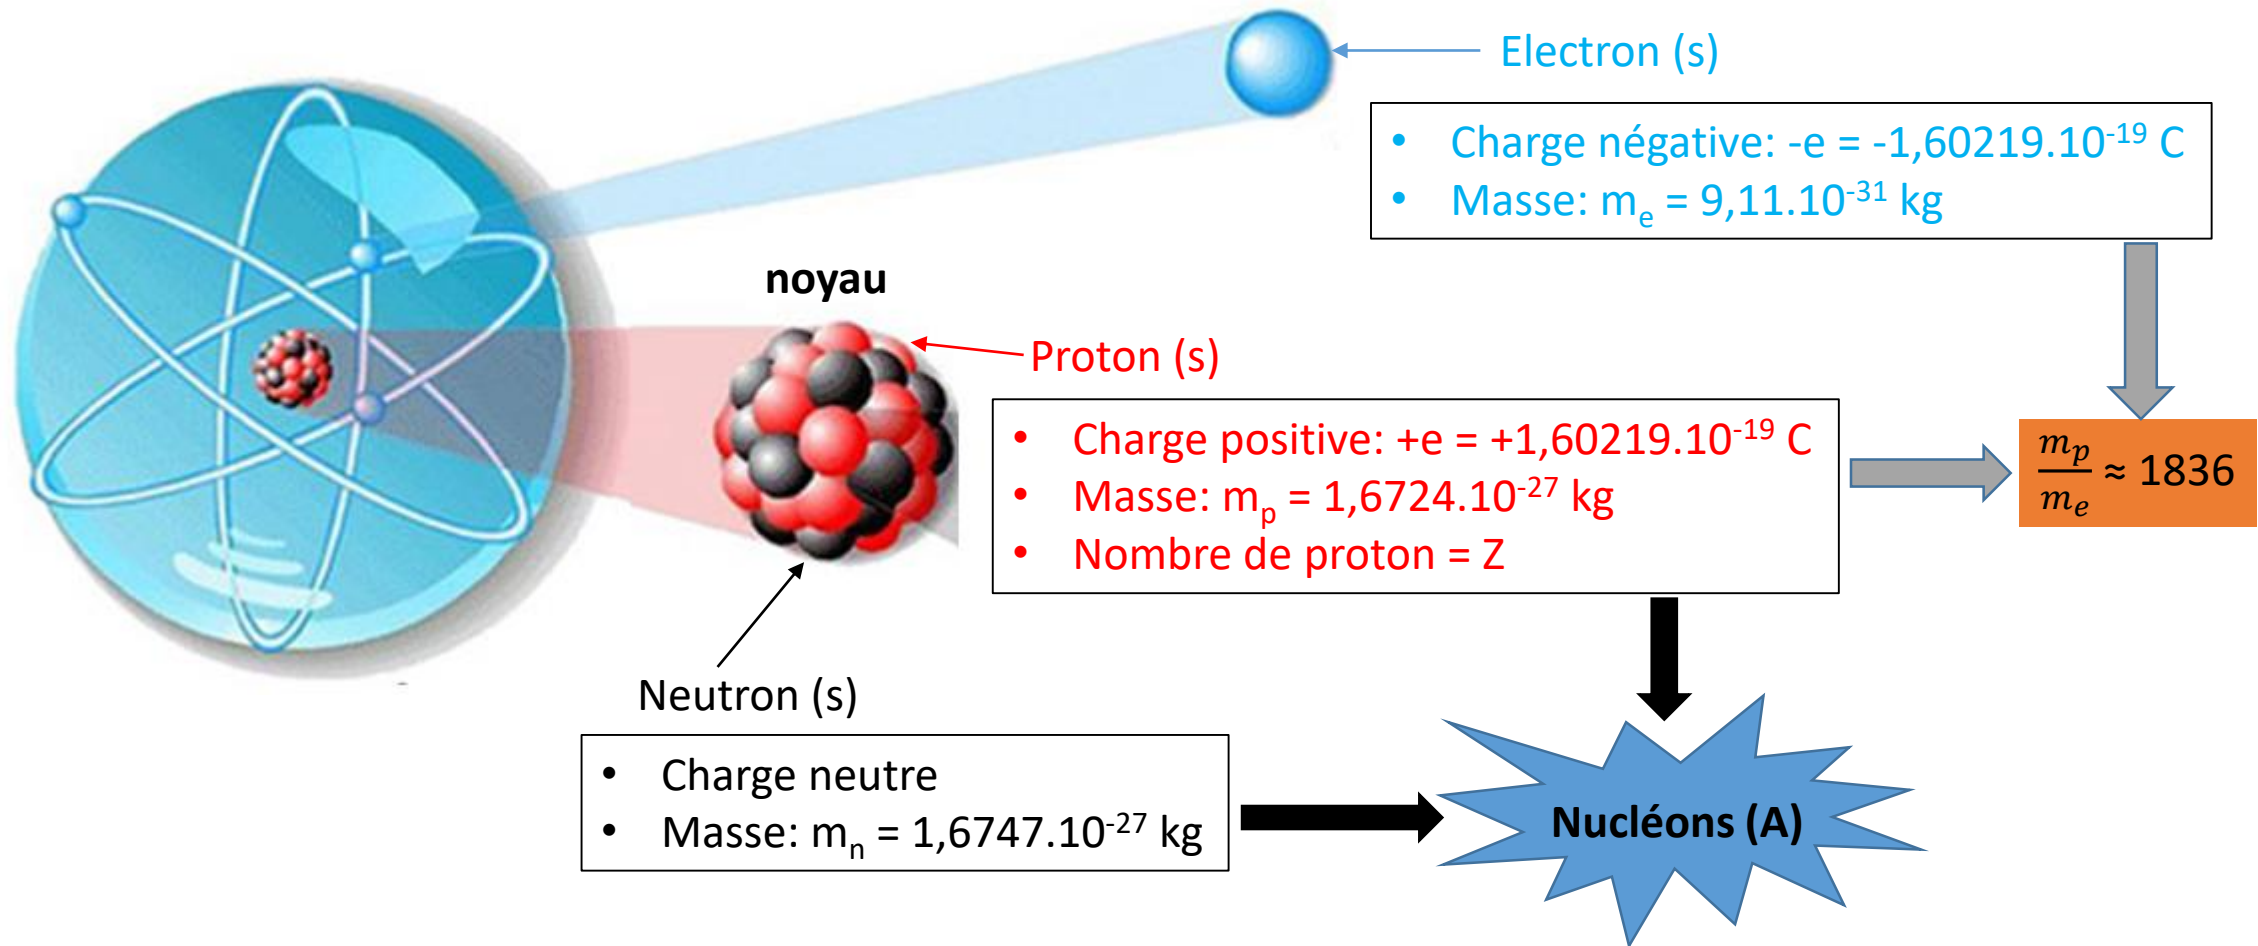 Electron (s)
• Charge négative: -e = -1,60219.10⁻¹⁹ C
• Masse: mₑ = 9,11.10⁻³¹ kg
noyau
Proton (s)
• Charge positive: +e = +1,60219.10⁻¹⁹ C
• Masse: mₚ = 1,6724.10⁻²⁷ kg
• Nombre de proton = Z
mₚ/mₑ ≈ 1836
Neutron (s)
• Charge neutre
• Masse: mₙ = 1,6747.10⁻²⁷ kg
Nucléons (A)